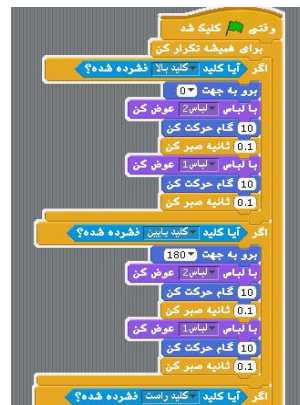 وقتی کلیک شد
برای همیشه تکرار کن
اگر آیا کلید کلید بالا فشرده شده؟
برو به جهت 0
با لباس لباس2 عوض کن
10 گام حرکت کن
0.1 ثانیه صبر کن
با لباس لباس1 عوض کن
10 گام حرکت کن
0.1 ثانیه صبر کن
اگر آیا کلید کلید پایین فشرده شده؟
برو به جهت 180
با لباس لباس2 عوض کن
10 گام حرکت کن
0.1 ثانیه صبر کن
با لباس لباس1 عوض کن
10 گام حرکت کن
0.1 ثانیه صبر کن
اگر آیا کلید کلید راست فشرده شده؟